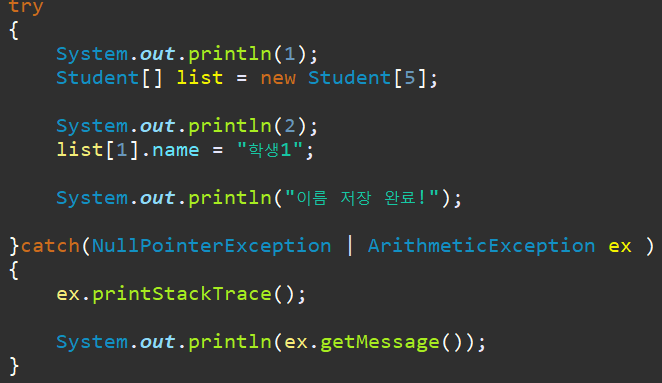 try
{
    System.out.println(1);
    Student[] list = new Student[5];

    System.out.println(2);
    list[1].name = "학생1";

    System.out.println("이름 저장 완료!");

}catch(NullPointerException | ArithmeticException ex )
{
    ex.printStackTrace();

    System.out.println(ex.getMessage());
}